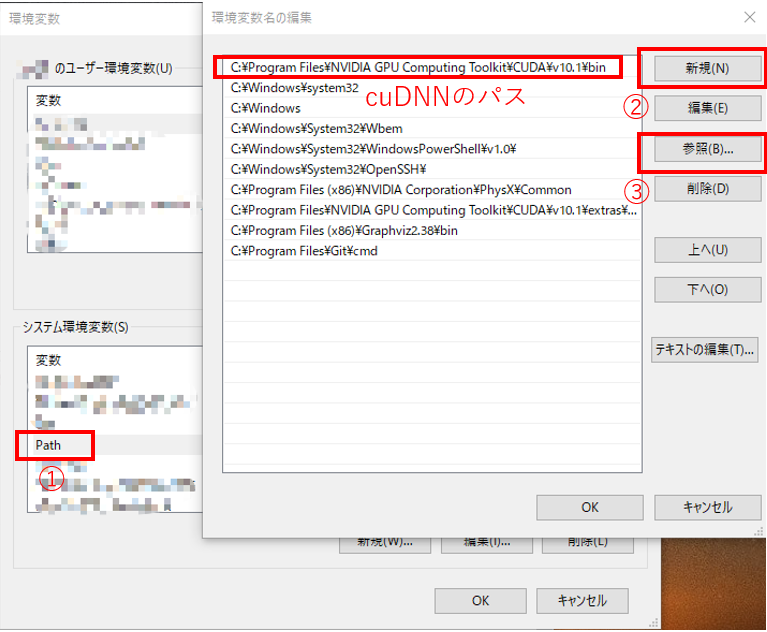 環境変数
環境変数名の編集
のユーザー環境変数(U)
変数
C:¥Program Files¥NVIDIA GPU Computing Toolkit¥CUDA¥v10.1¥bin
C:¥Windows¥system32
cuDNNのパス
C:¥Windows
C:¥Windows¥System32¥Wbem
C:¥Windows¥System32¥WindowsPowerShell¥v1.0¥
C:¥Windows¥System32¥OpenSSH¥
C:¥Program Files (x86)¥NVIDIA Corporation¥PhysX¥Common
C:¥Program Files¥NVIDIA GPU Computing Toolkit¥CUDA¥v10.1¥extras¥...
C:¥Program Files (x86)¥Graphviz2.38¥bin
C:¥Program Files¥Git¥cmd
新規(N)
②
編集(E)
参照(B)...
③
削除(D)
上へ(U)
下へ(O)
テキストの編集(T)...
システム環境変数(S)
変数
Path
①
OK
キャンセル
新規(W)...
編集(I)...
削除(L)
OK
キャンセル